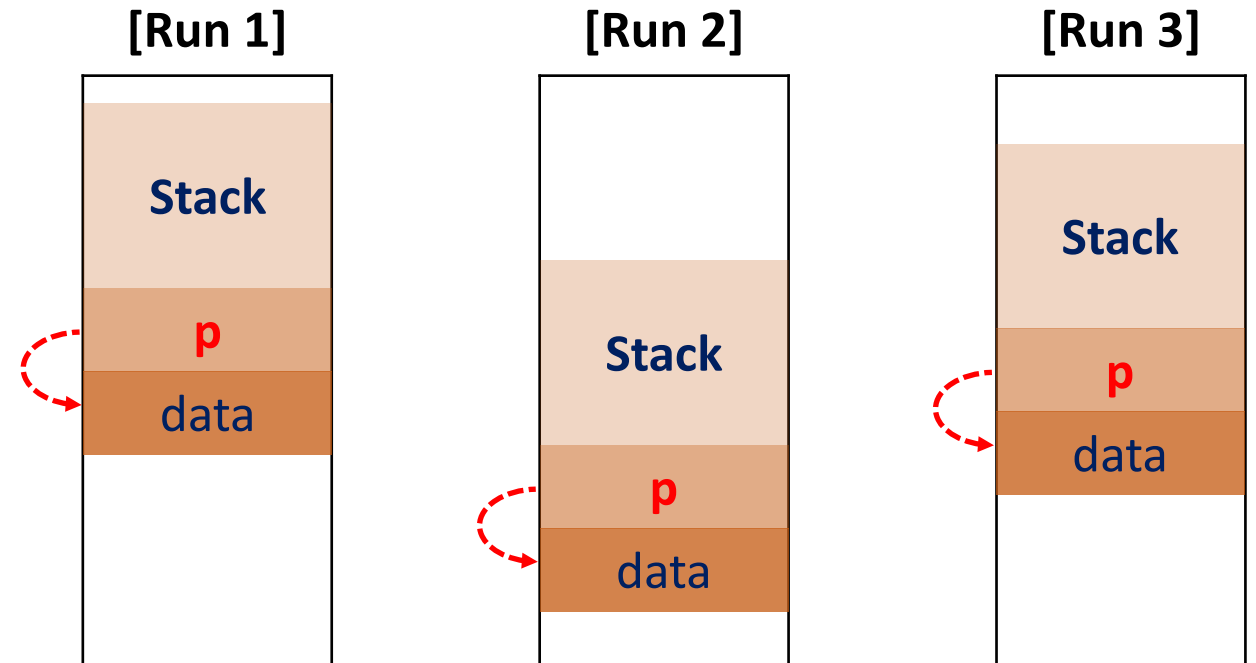 [Run 1]
Stack
p
data
[Run 2]
Stack
p
data
[Run 3]
Stack
p
data